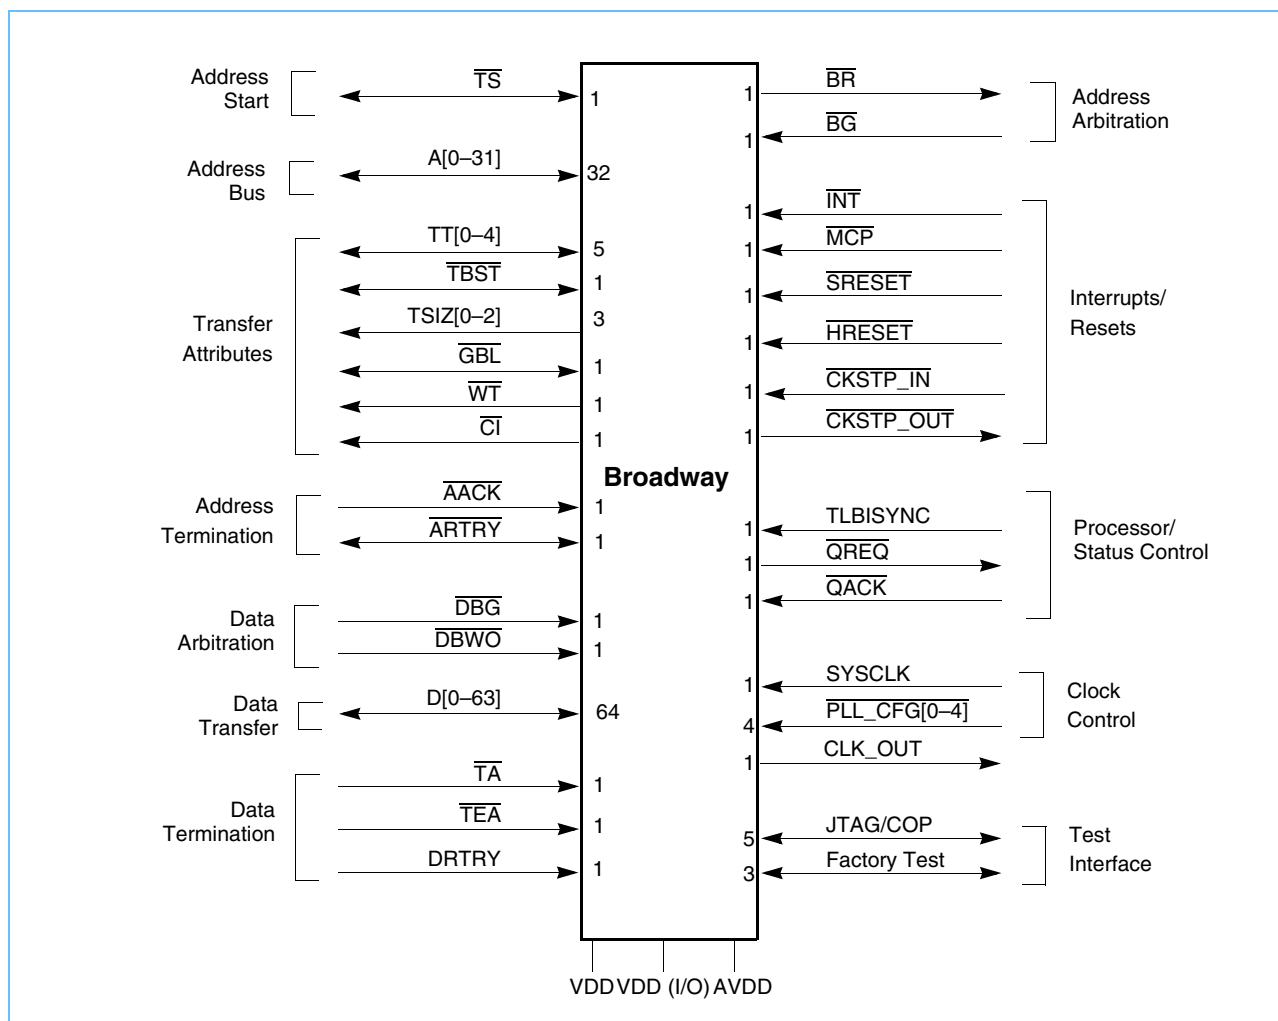 Address
Start
TS
1
Address
Bus
A[0–31]
32
Transfer
Attributes
TT[0–4]
5
TBST
1
TSIZ[0–2]
3
GBL
1
WT
1
CI
1
Address
Termination
AACK
1
ARTRY
1
Data
Arbitration
DBG
1
DBWO
1
Data
Transfer
D[0–63]
64
Data
Termination
TA
1
TEA
1
DRTRY
1
Broadway
1
BR
1
BG
Address
Arbitration
1
INT
1
MCP
1
SRESET
1
HRESET
1
CKSTP_IN
1
CKSTP_OUT
Interrupts/
Resets
1
TLBISYNC
1
QREQ
1
QACK
Processor/
Status Control
1
SYSCLK
4
PLL_CFG[0–4]
1
CLK_OUT
Clock
Control
5
JTAG/COP
3
Factory Test
Test
Interface
VDD VDD (I/O) AVDD